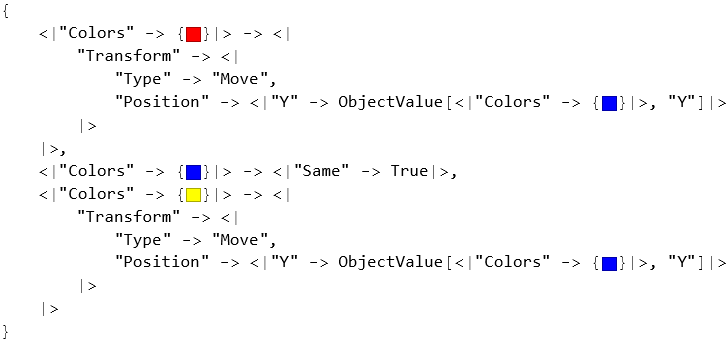 {
    <|"Colors" -> {🟥}|> -> <|
        "Transform" -> <|
            "Type" -> "Move",
            "Position" -> <|"Y" -> ObjectValue[<|"Colors" -> {🟦}|>, "Y"]|>
        |>
    |>,
    <|"Colors" -> {🟦}|> -> <|"Same" -> True|>,
    <|"Colors" -> {🟨}|> -> <|
        "Transform" -> <|
            "Type" -> "Move",
            "Position" -> <|"Y" -> ObjectValue[<|"Colors" -> {🟦}|>, "Y"]|>
        |>
    |>
}